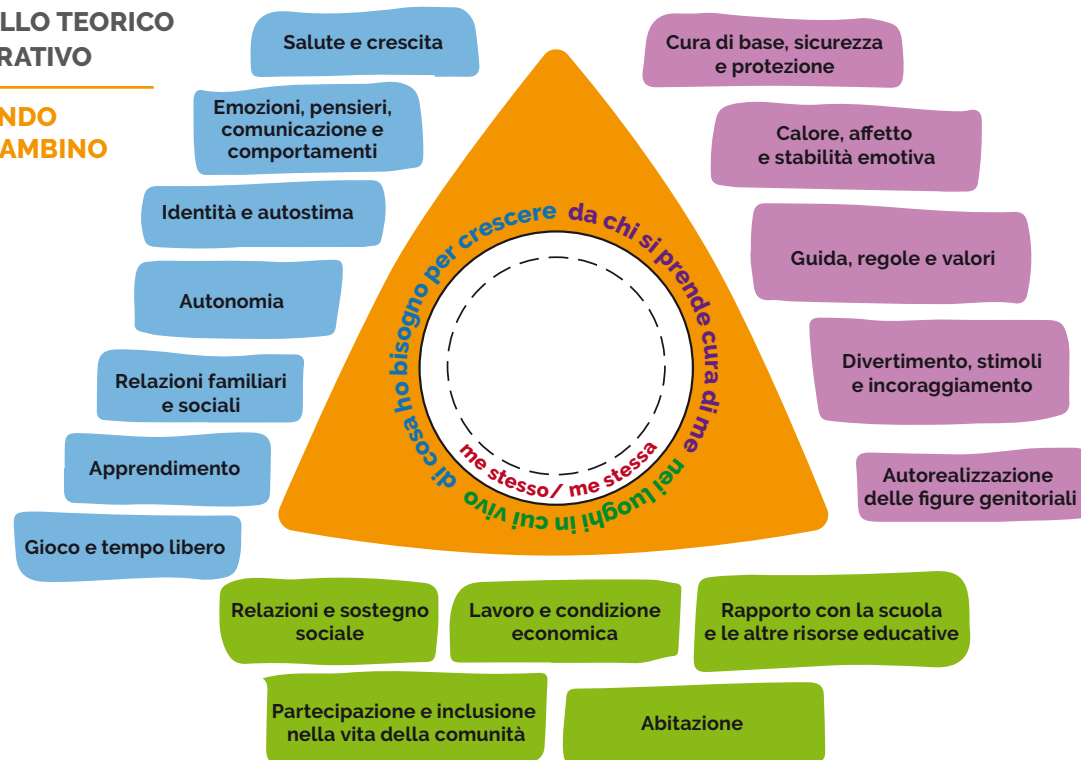 LLO TEORICO
RATIVO
NDO
AMBINO
Salute e crescita
Emozioni, pensieri,
comunicazione e
comportamenti
Identità e autostima
Autonomia
Relazioni familiari
e sociali
Apprendimento
Gioco e tempo libero
di cosa ho bisogno per crescere
da chi si prende cura di me
nei luoghi in cui vivo
me stesso/ me stessa
Cura di base, sicurezza
e protezione
Calore, affetto
e stabilità emotiva
Guida, regole e valori
Divertimento, stimoli
e incoraggiamento
Autorealizzazione
delle figure genitoriali
Relazioni e sostegno
sociale
Lavoro e condizione
economica
Rapporto con la scuola
e le altre risorse educative
Partecipazione e inclusione
nella vita della comunità
Abitazione